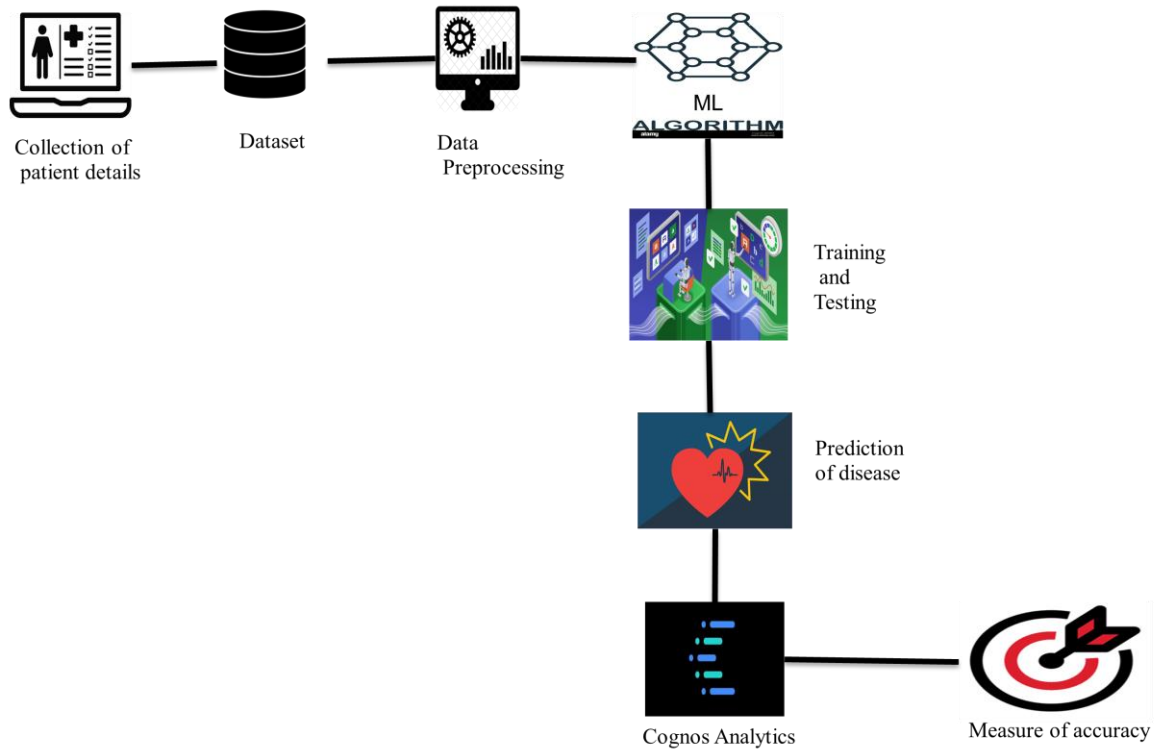 Collection of
patient details
Dataset
Data
Preprocessing
ML
ALGORITHM
alamy
Training
and
Testing
Prediction
of disease
Cognos Analytics
Measure of accuracy